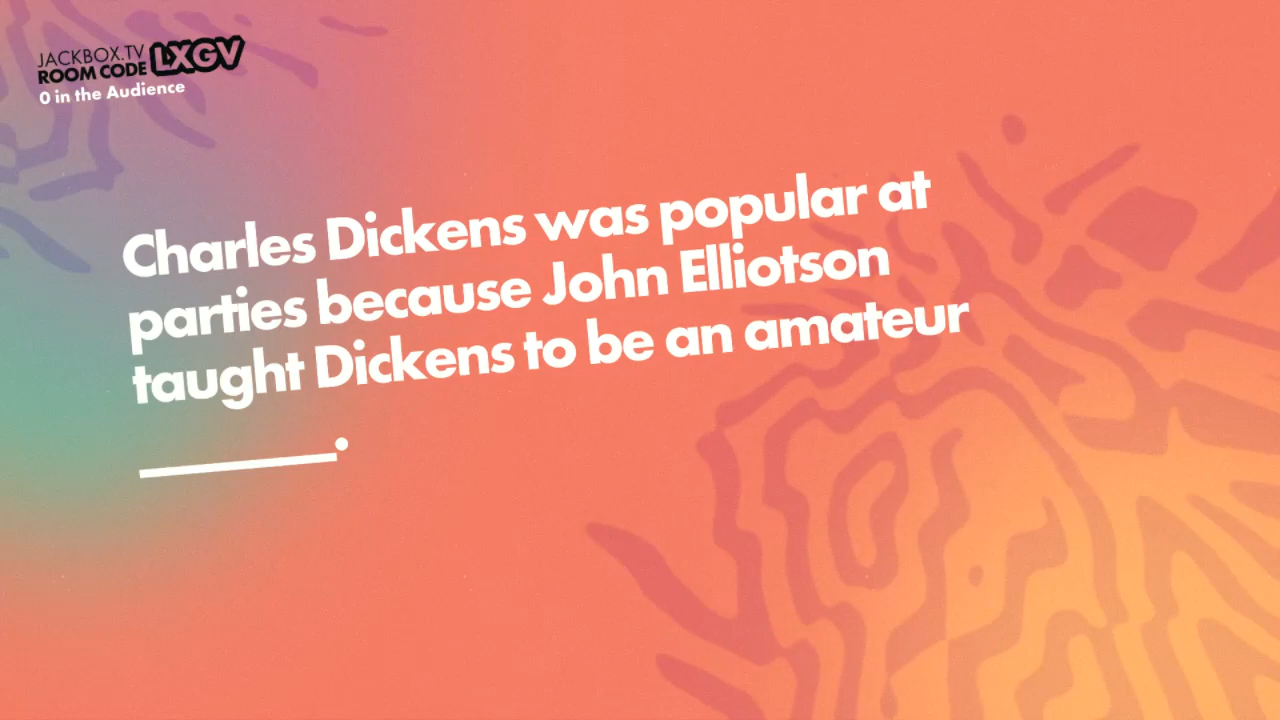 JACKBOX.TV
ROOM CODE LXGV
0 in the Audience
Charles Dickens was popular at
parties because John Elliotson
taught Dickens to be an amateur
________.